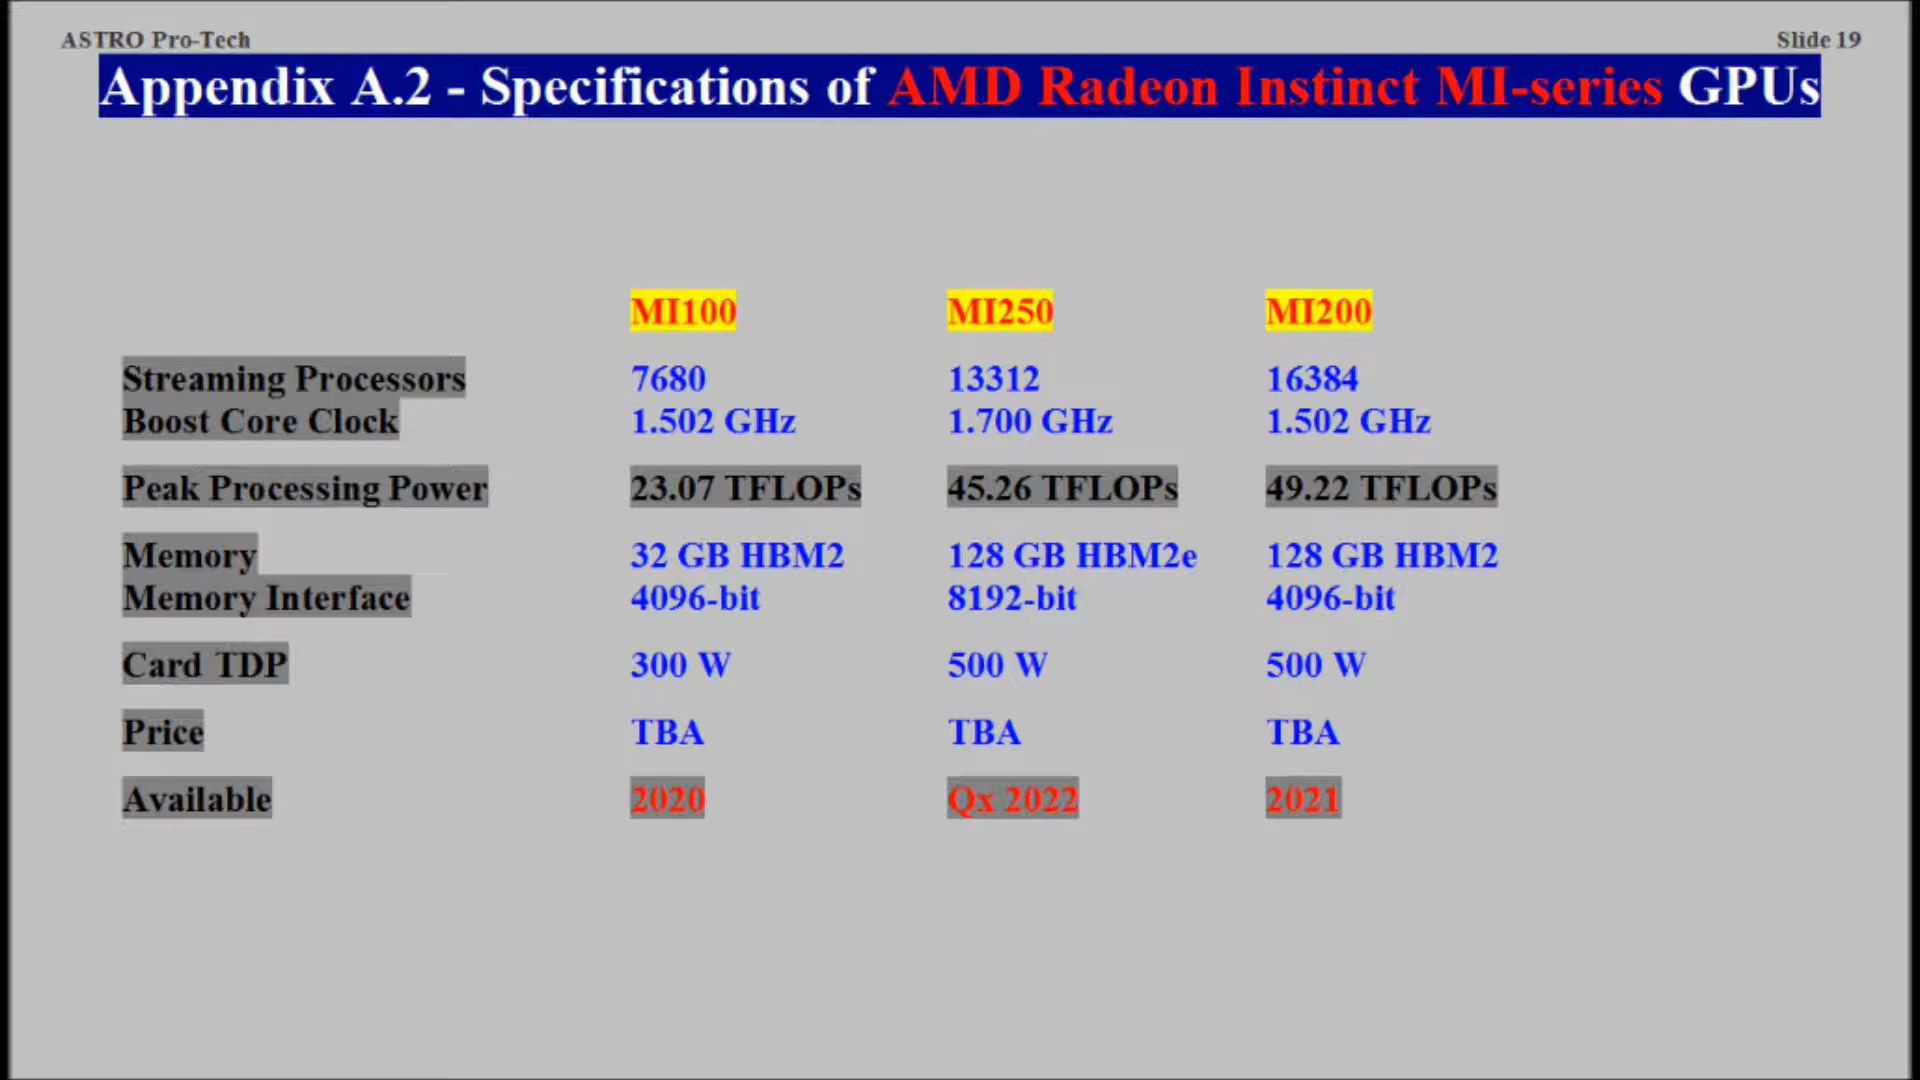 ASTRO Pro-Tech Slide 19
Appendix A.2 - Specifications of AMD Radeon Instinct MI-series GPUs
MI100 MI250 MI200
Streaming Processors 7680 13312 16384
Boost Core Clock 1.502 GHz 1.700 GHz 1.502 GHz
Peak Processing Power 23.07 TFLOPs 45.26 TFLOPs 49.22 TFLOPs
Memory 32 GB HBM2 128 GB HBM2e 128 GB HBM2
Memory Interface 4096-bit 8192-bit 4096-bit
Card TDP 300 W 500 W 500 W
Price TBA TBA TBA
Available 2020 Qx 2022 2021